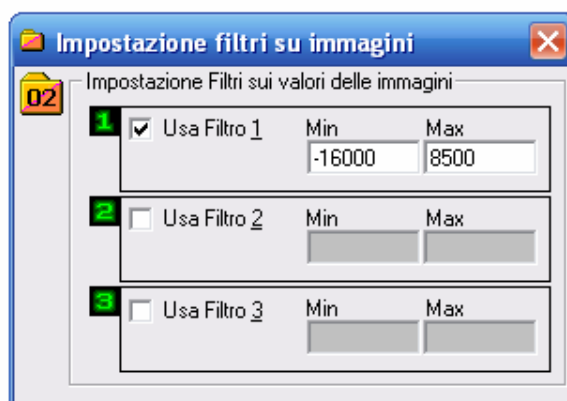 Impostazione filtri su immagini
02
Impostazione Filtri sui valori delle immagini
1
Usa Filtro 1 Min Max
-16000 8500
2
Usa Filtro 2 Min Max
3
Usa Filtro 3 Min Max